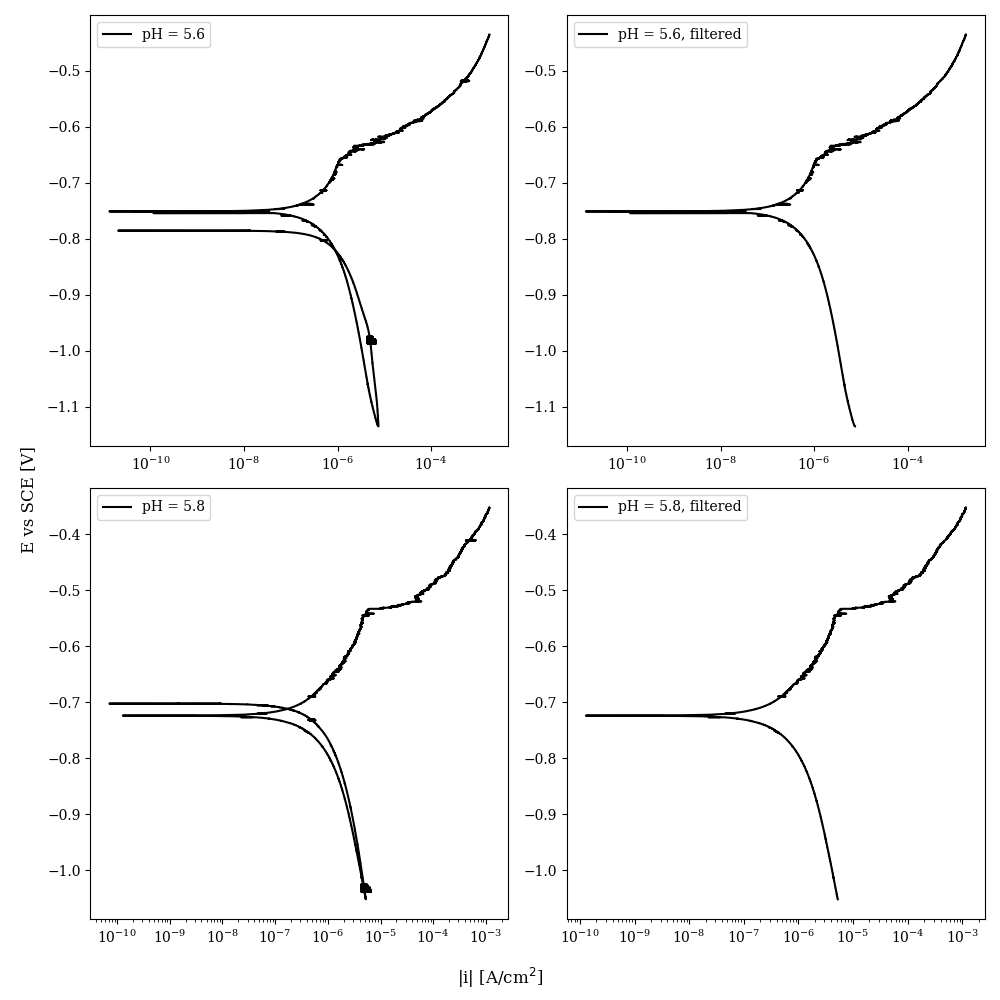 pH = 5.6
−0.5
−0.6
−0.7
−0.8
−0.9
−1.0
−1.1
10⁻¹⁰ 10⁻⁸ 10⁻⁶ 10⁻⁴
pH = 5.6, filtered
−0.5
−0.6
−0.7
−0.8
−0.9
−1.0
−1.1
10⁻¹⁰ 10⁻⁸ 10⁻⁶ 10⁻⁴
E vs SCE [V]
pH = 5.8
−0.4
−0.5
−0.6
−0.7
−0.8
−0.9
−1.0
10⁻¹⁰ 10⁻⁹ 10⁻⁸ 10⁻⁷ 10⁻⁶ 10⁻⁵ 10⁻⁴ 10⁻³
pH = 5.8, filtered
−0.4
−0.5
−0.6
−0.7
−0.8
−0.9
−1.0
10⁻¹⁰ 10⁻⁹ 10⁻⁸ 10⁻⁷ 10⁻⁶ 10⁻⁵ 10⁻⁴ 10⁻³
|i| [A/cm²]